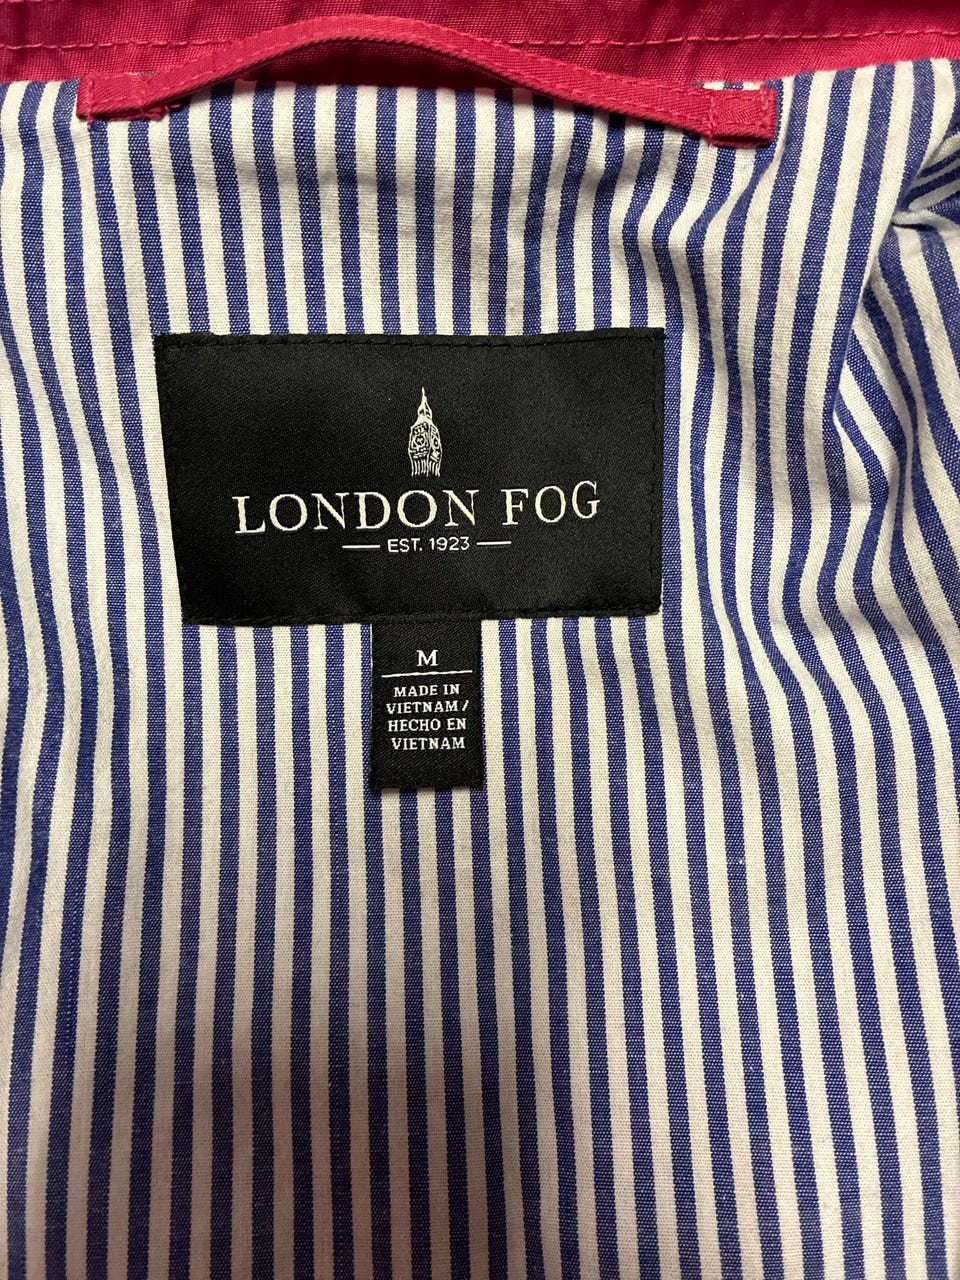 LONDON FOG
EST. 1923
M
MADE IN
VIETNAM /
HECHO EN
VIETNAM